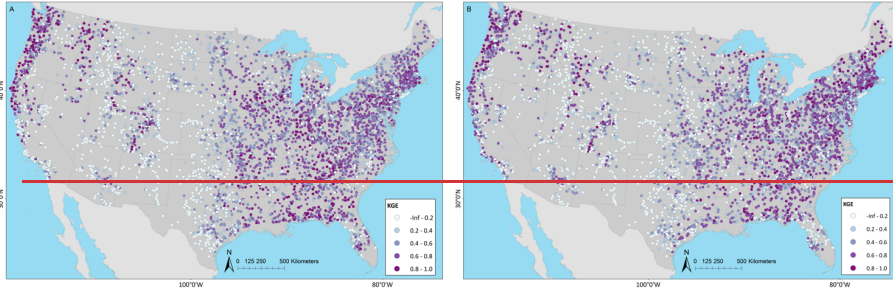 A
40°0'N
30°0'N
KGE
-Inf - 0.2
0.2 - 0.4
0.4 - 0.6
0.6 - 0.8
0.8 - 1.0
N
0 125 250 500 Kilometers
100°0'W
80°0'W
B
40°0'N
30°0'N
KGE
-Inf - 0.2
0.2 - 0.4
0.4 - 0.6
0.6 - 0.8
0.8 - 1.0
N
0 125 250 500 Kilometers
100°0'W
80°0'W